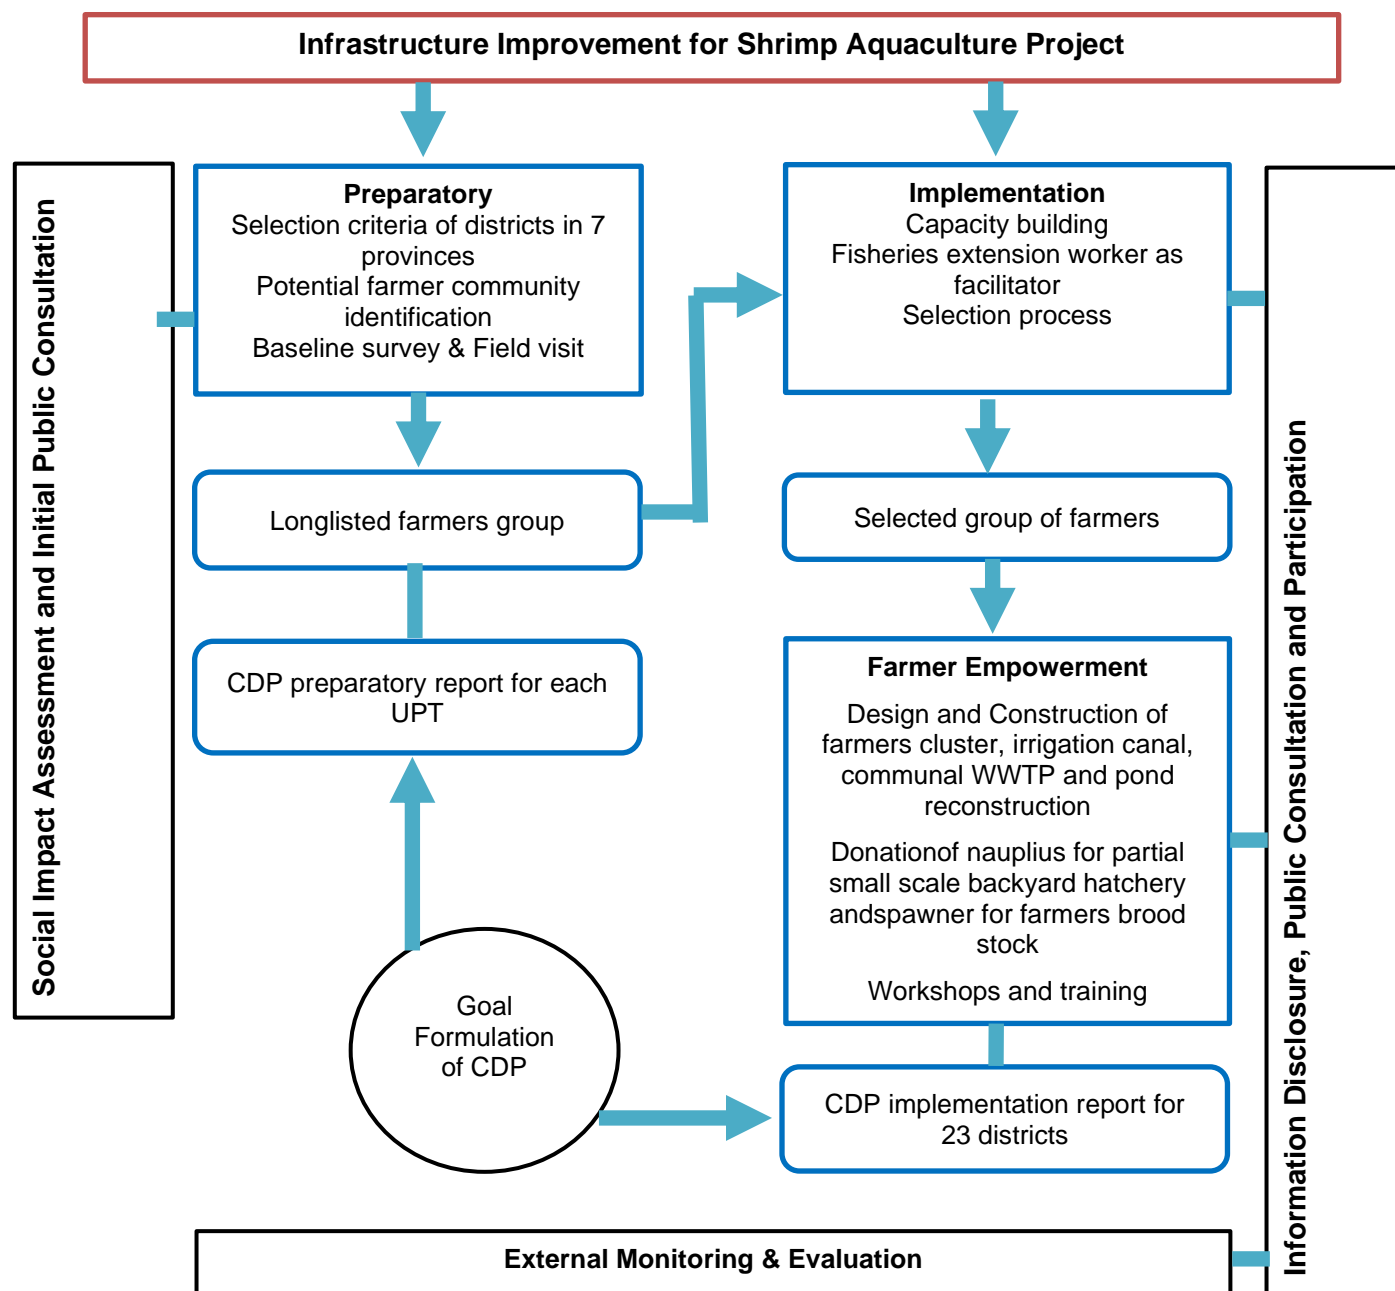 Infrastructure Improvement for Shrimp Aquaculture Project
Social Impact Assessment and Initial Public Consultation
Preparatory
Selection criteria of districts in 7
provinces
Potential farmer community
identification
Baseline survey & Field visit
Longlisted farmers group
CDP preparatory report for each
UPT
Goal
Formulation
of CDP
Implementation
Capacity building
Fisheries extension worker as
facilitator
Selection process
Selected group of farmers
Farmer Empowerment
Design and Construction of
farmers cluster, irrigation canal,
communal WWTP and pond
reconstruction
Donationof nauplius for partial
small scale backyard hatchery
andspawner for farmers brood
stock
Workshops and training
CDP implementation report for
23 districts
Information Disclosure, Public Consultation and Participation
External Monitoring & Evaluation